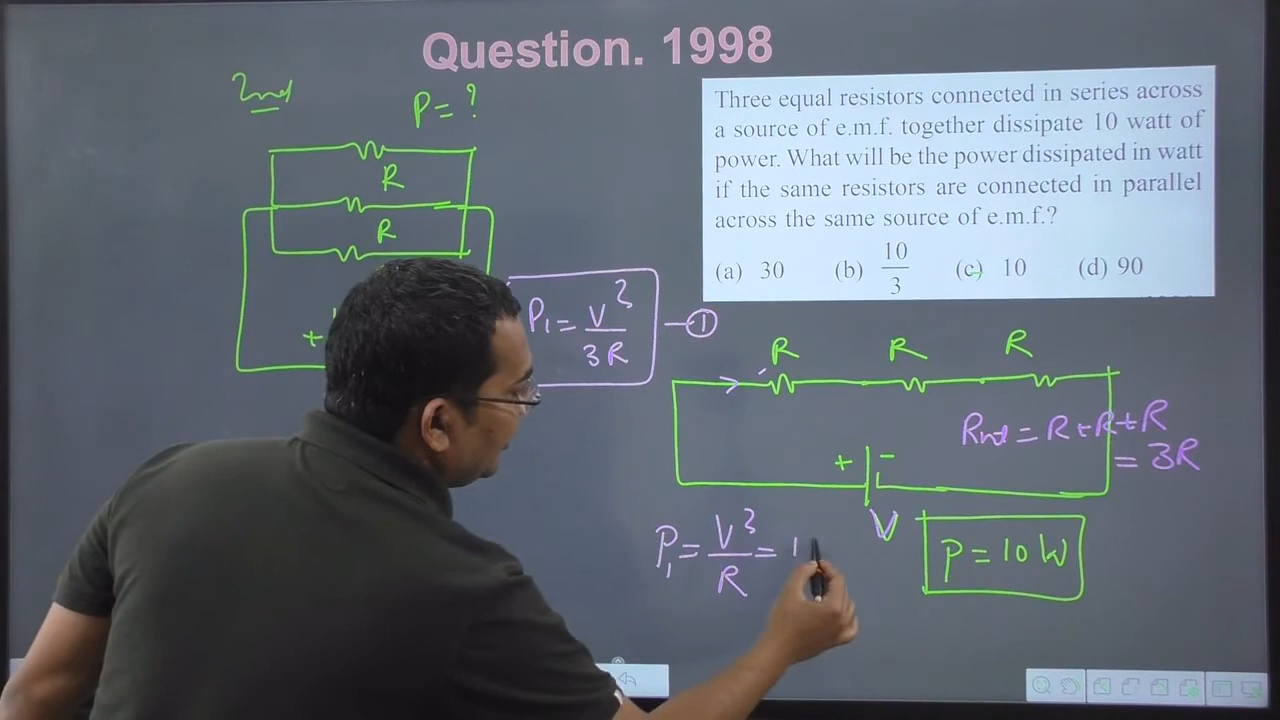 Question. 1998
2nd
P = ?
R
R
+
P₁ = V² / 3R
—①
Three equal resistors connected in series across
a source of e.m.f. together dissipate 10 watt of
power. What will be the power dissipated in watt
if the same resistors are connected in parallel
across the same source of e.m.f.?
(a) 30 (b) 10/3 (c) 10 (d) 90
R R R
Rnet = R + R + R
= 3R
+ -
V
P₁ = V² / R = 1
P = 10 W